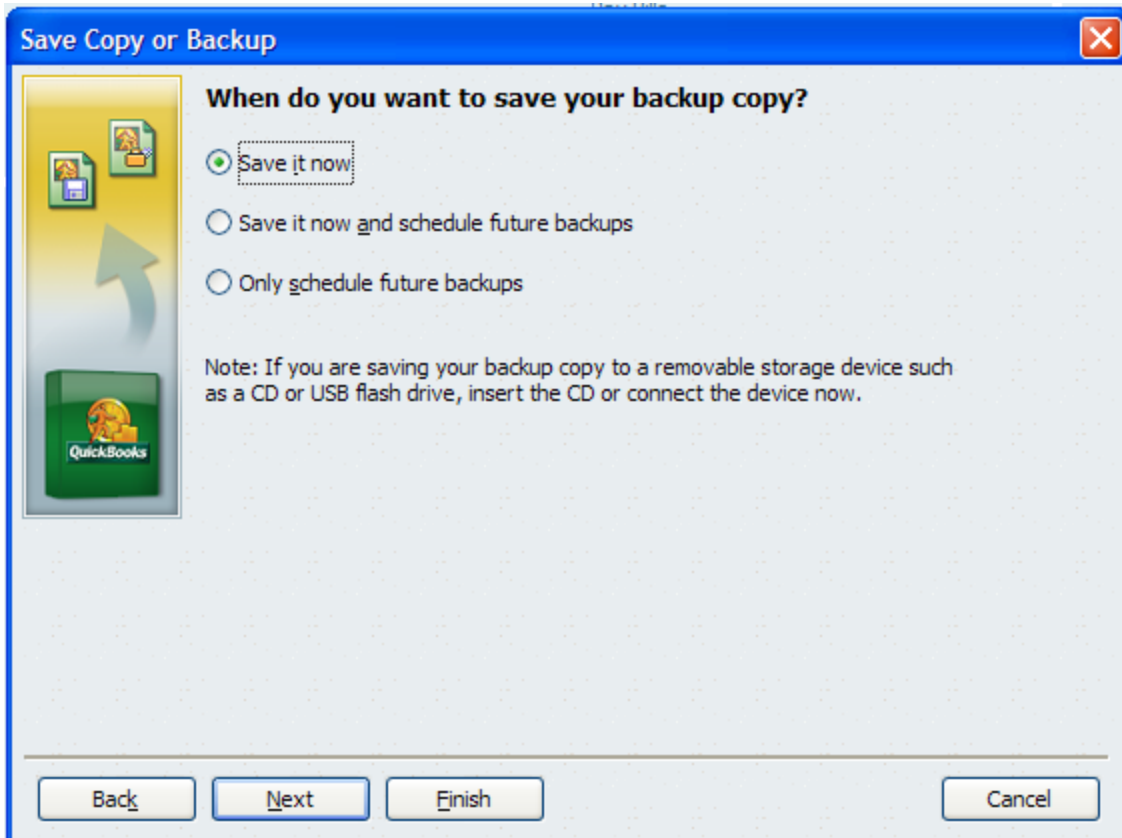 Save Copy or Backup
When do you want to save your backup copy?
Save it now
Save it now and schedule future backups
Only schedule future backups
Note: If you are saving your backup copy to a removable storage device such
as a CD or USB flash drive, insert the CD or connect the device now.
QuickBooks
Back
Next
Finish
Cancel